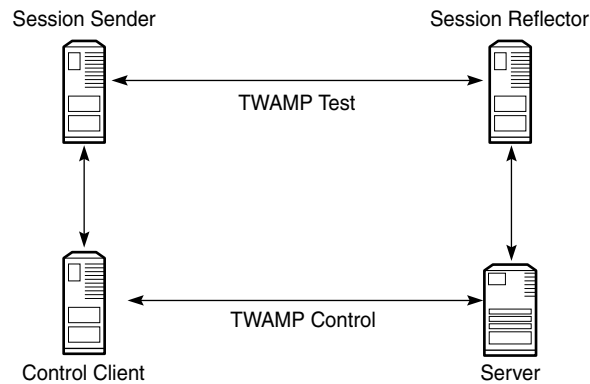 Session Sender
Session Reflector
TWAMP Test
TWAMP Control
Control Client
Server